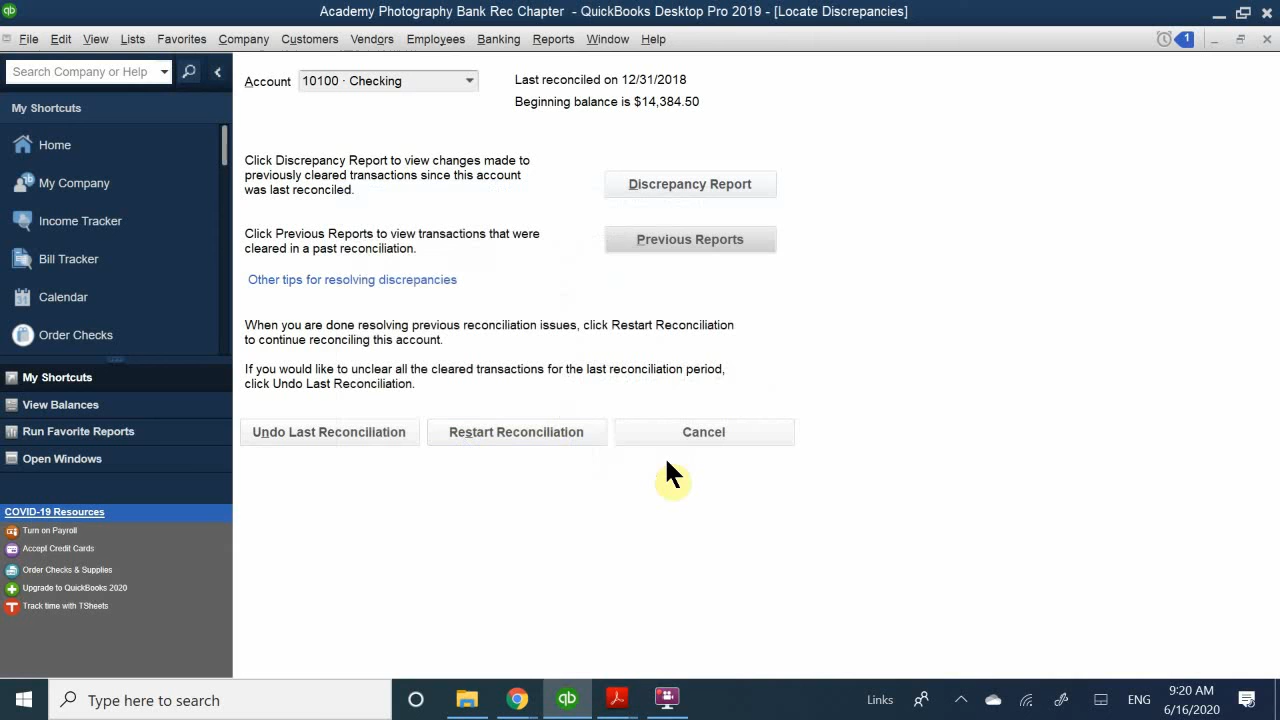 Academy Photography Bank Rec Chapter - QuickBooks Desktop Pro 2019 - [Locate Discrepancies]
File Edit View Lists Favorites Company Customers Vendors Employees Banking Reports Window Help
1
Search Company or Help
My Shortcuts
Home
My Company
Income Tracker
Bill Tracker
Calendar
Order Checks
My Shortcuts
View Balances
Run Favorite Reports
Open Windows
COVID-19 Resources
Turn on Payroll
Accept Credit Cards
Order Checks & Supplies
Upgrade to QuickBooks 2020
Track time with TSheets
Account 10100 · Checking
Last reconciled on 12/31/2018
Beginning balance is $14,384.50
Click Discrepancy Report to view changes made to
previously cleared transactions since this account
was last reconciled.
Discrepancy Report
Click Previous Reports to view transactions that were
cleared in a past reconciliation.
Previous Reports
Other tips for resolving discrepancies
When you are done resolving previous reconciliation issues, click Restart Reconciliation
to continue reconciling this account.
If you would like to unclear all the cleared transactions for the last reconciliation period,
click Undo Last Reconciliation.
Undo Last Reconciliation Restart Reconciliation Cancel
Type here to search
qb
Links
ENG
9:20 AM
6/16/2020